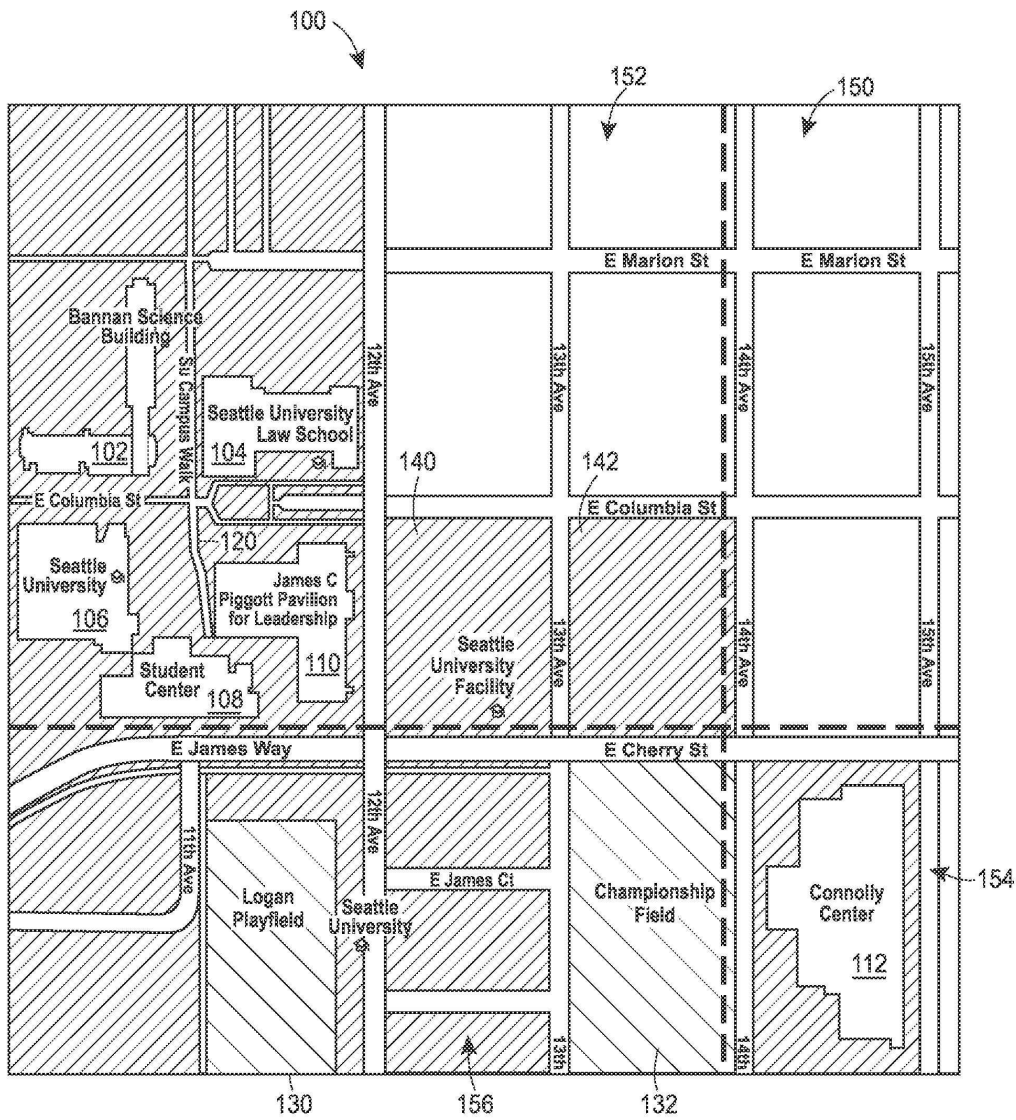 100
152
150
E Marion St
E Marion St
Bannan Science
Building
Su Campus Walk
12th Ave
13th Ave
14th Ave
15th Ave
Seattle University
Law School
102
104
140
142
E Columbia St
E Columbia St
120
Seattle
University
106
James C
Piggott Pavilion
for Leadership
110
Seattle
University
Facility
13th Ave
14th Ave
15th Ave
Student
Center
108
E James Way
E Cherry St
11th Ave
12th Ave
E James Ct
Logan
Playfield
Seattle
University
Championship
Field
Connolly
Center
154
112
13th
14th
130
156
132